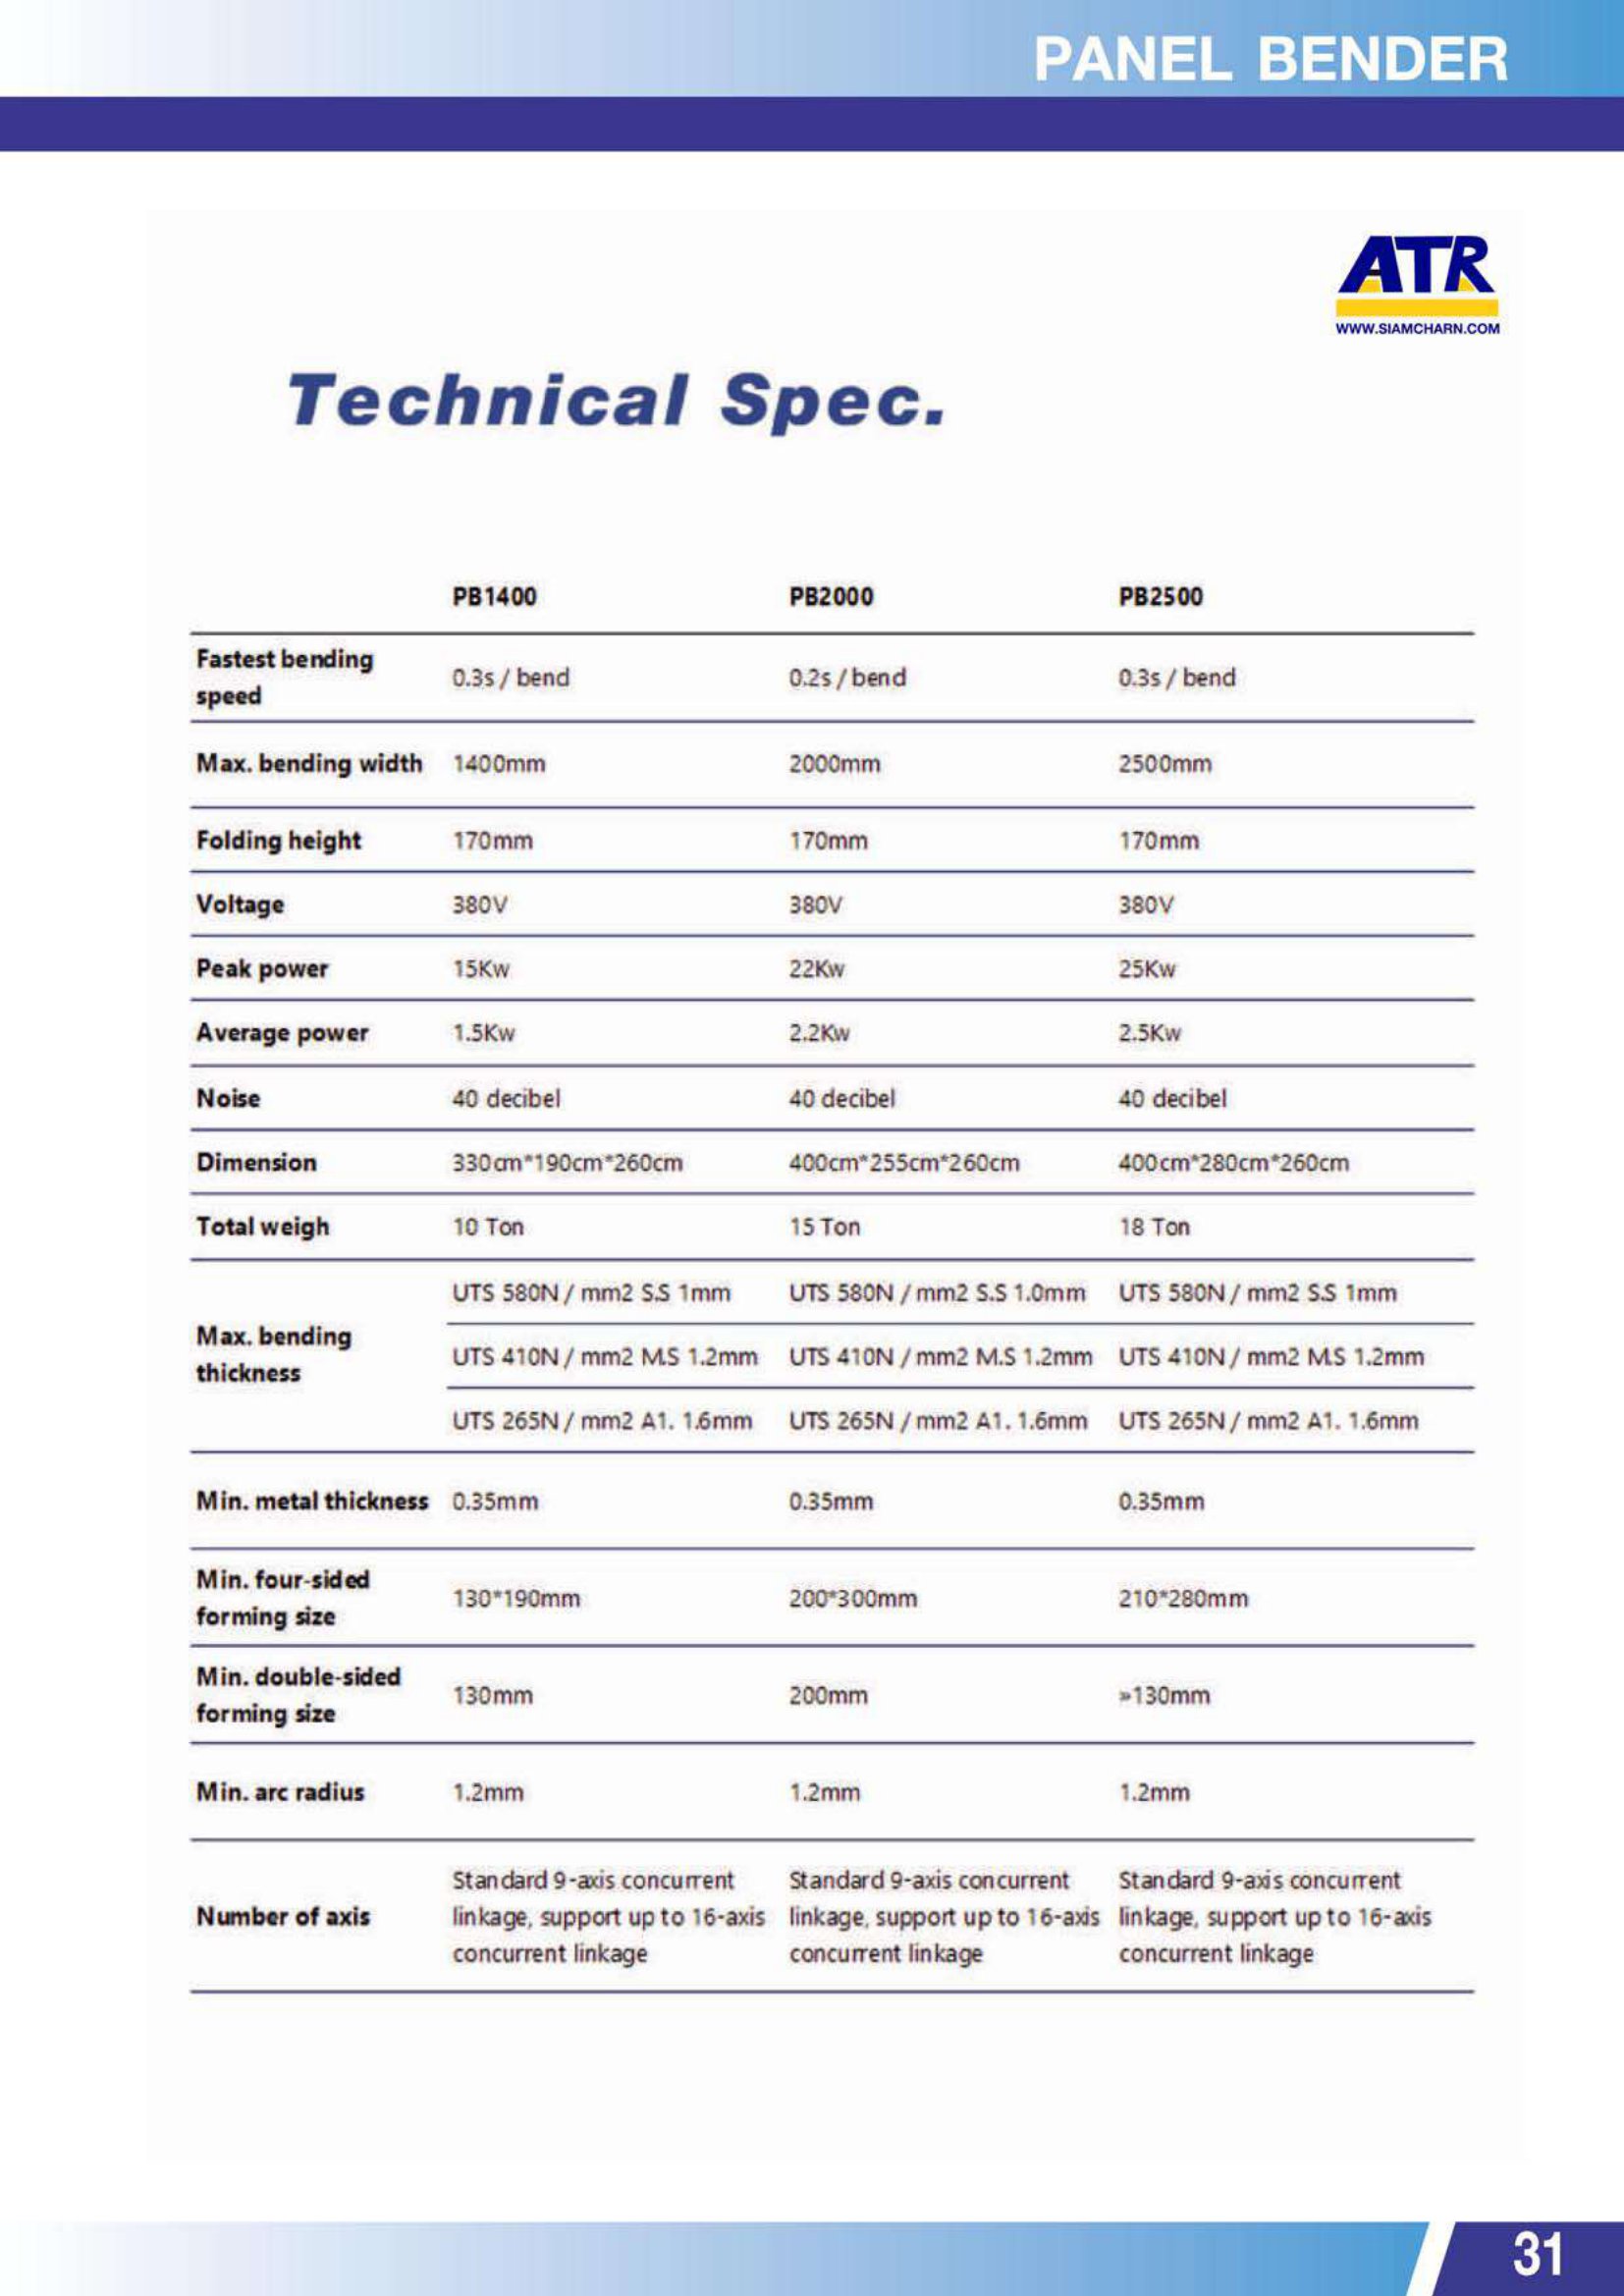 PANEL BENDER
ATR
WWW.SIAMCHARN.COM
Technical Spec.
PB1400 PB2000 PB2500
Fastest bending speed 0.3s / bend 0.2s / bend 0.3s / bend
Max. bending width 1400mm 2000mm 2500mm
Folding height 170mm 170mm 170mm
Voltage 380V 380V 380V
Peak power 15Kw 22Kw 25Kw
Average power 1.5Kw 2.2Kw 2.5Kw
Noise 40 decibel 40 decibel 40 decibel
Dimension 330cm*190cm*260cm 400cm*255cm*260cm 400cm*280cm*260cm
Total weigh 10 Ton 15 Ton 18 Ton
Max. bending thickness
UTS 580N / mm2 S.S 1mm UTS 580N / mm2 S.S 1.0mm UTS 580N / mm2 S.S 1mm
UTS 410N / mm2 M.S 1.2mm UTS 410N / mm2 M.S 1.2mm UTS 410N / mm2 M.S 1.2mm
UTS 265N / mm2 A1. 1.6mm UTS 265N / mm2 A1. 1.6mm UTS 265N / mm2 A1. 1.6mm
Min. metal thickness 0.35mm 0.35mm 0.35mm
Min. four-sided forming size 130*190mm 200*300mm 210*280mm
Min. double-sided forming size 130mm 200mm »130mm
Min. arc radius 1.2mm 1.2mm 1.2mm
Number of axis
Standard 9-axis concurrent Standard 9-axis concurrent Standard 9-axis concurrent
linkage, support up to 16-axis linkage, support up to 16-axis linkage, support up to 16-axis
concurrent linkage concurrent linkage concurrent linkage
31